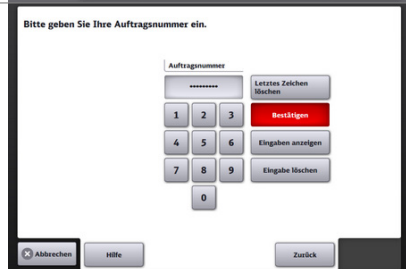 Bitte geben Sie Ihre Auftragsnummer ein.
Auftragsnummer
•••••••••
Letztes Zeichen
löschen
1 2 3
Bestätigen
4 5 6
Eingaben anzeigen
7 8 9
Eingabe löschen
0
Abbrechen
Hilfe
Zurück